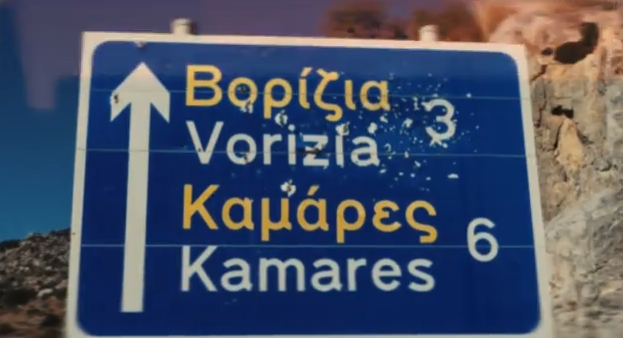 Βορίζια
Vorizia 3
Καμάρες
Kamares 6